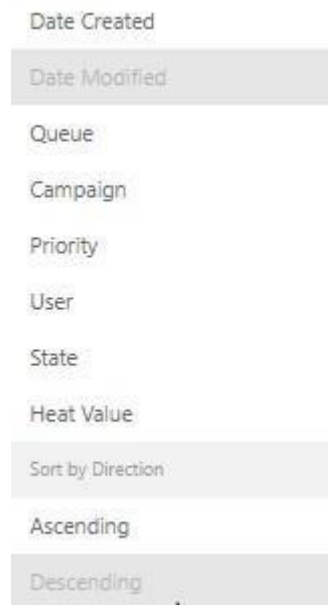 Date Created
Date Modified
Queue
Campaign
Priority
User
State
Heat Value
Sort by Direction
Ascending
Descending